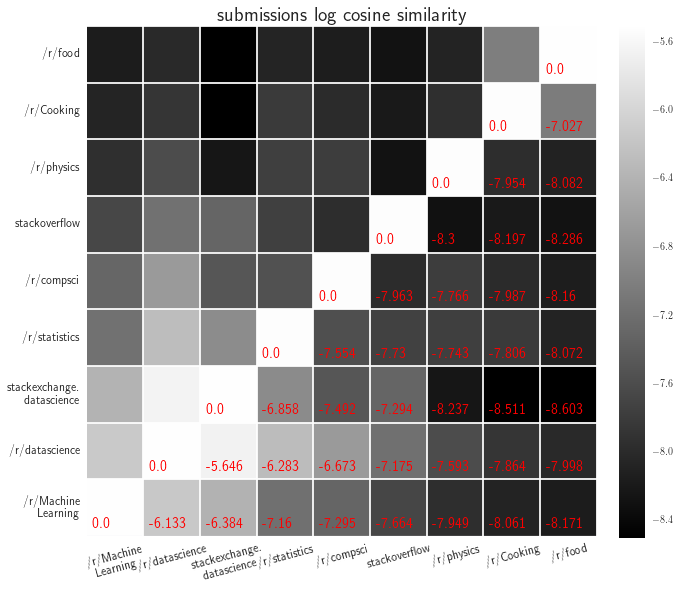 submissions log cosine similarity
/r/food
0.0
−5.6
/r/Cooking
0.0 -7.027
−6.0
/r/physics
0.0 -7.954 -8.082
−6.4
stackoverflow
0.0 -8.3 -8.197 -8.286
−6.8
/r/compsci
0.0 -7.963 -7.766 -7.987 -8.16
−7.2
/r/statistics
0.0 -7.73 -7.743 -7.806 -8.072
−7.6
stackexchange.
datascience
0.0 -6.858 -7.492 -7.294 -8.237 -8.511 -8.603
/r/datascience
0.0 -5.646 -6.283 -6.673 -7.175 -7.864 -7.998
−8.0
/r/Machine
Learning
0.0 -6.133 -6.384 -7.16 -7.295 -7.664 -7.949 -8.061 -8.171
−8.4
/r/Machine
Learning
/r/datascience
stackexchange.
datascience
/r/statistics
/r/compsci
stackoverflow
/r/physics
/r/Cooking
/r/food